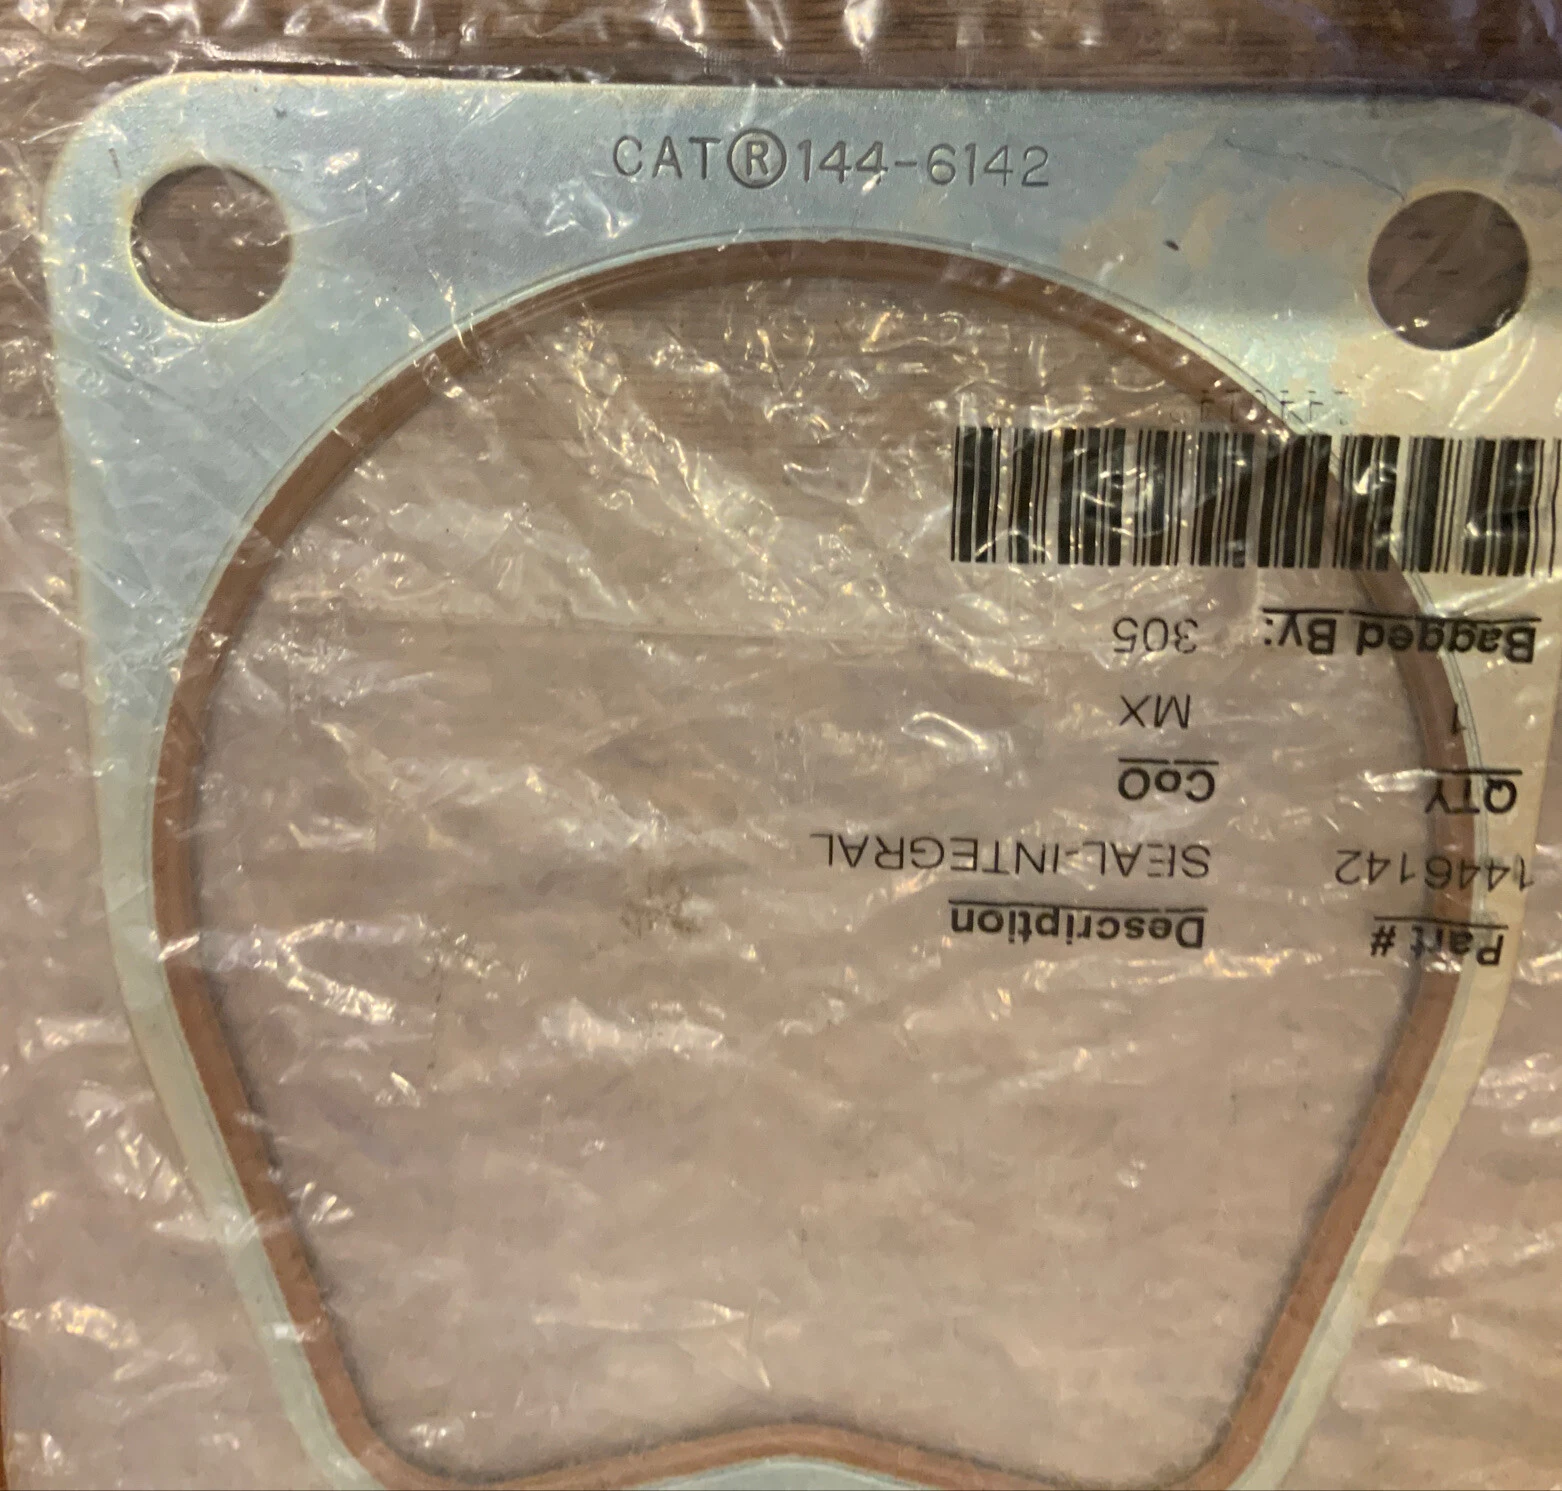 CAT®144-6142
Part # Description
1446142 SEAL-INTEGRAL
QTY CoO
1 MX
Bagged By: 305